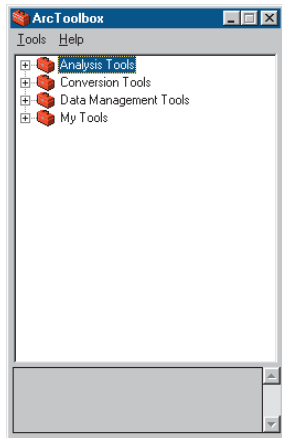 ArcToolbox
Tools Help
Analysis Tools
Conversion Tools
Data Management Tools
My Tools